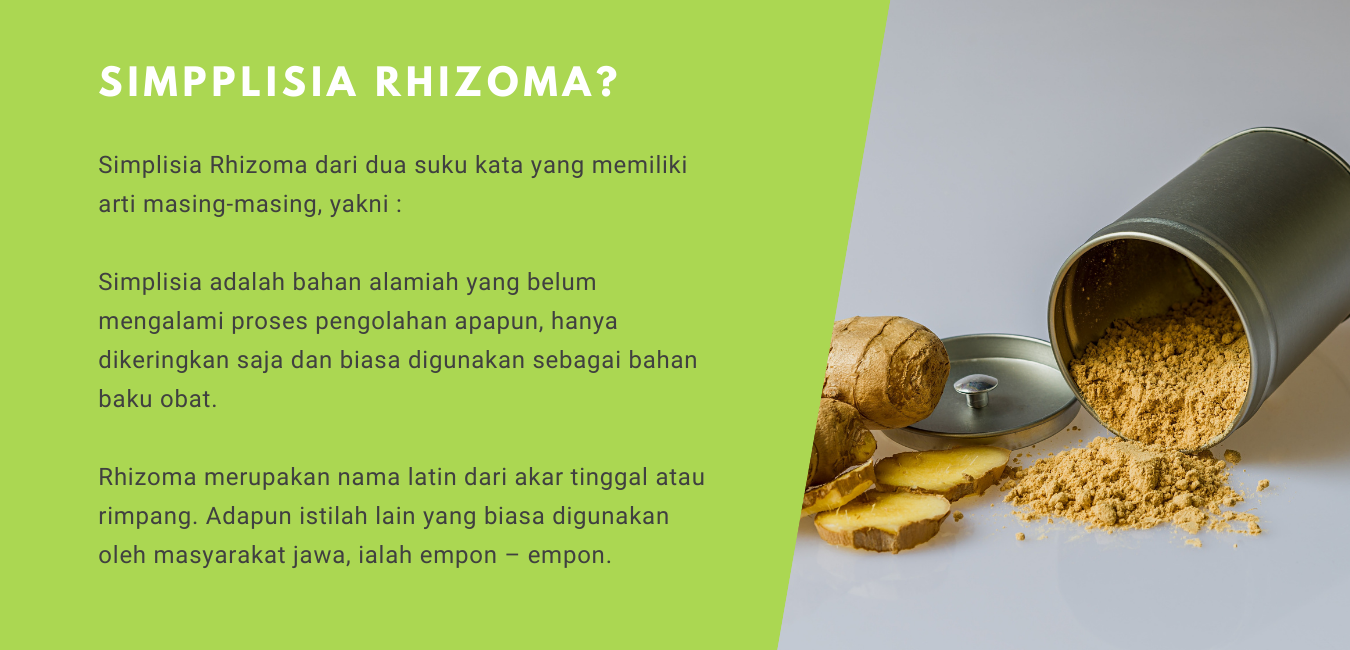 SIMPPLISIA RHIZOMA?
Simplisia Rhizoma dari dua suku kata yang memiliki
arti masing-masing, yakni :
Simplisia adalah bahan alamiah yang belum
mengalami proses pengolahan apapun, hanya
dikeringkan saja dan biasa digunakan sebagai bahan
baku obat.
Rhizoma merupakan nama latin dari akar tinggal atau
rimpang. Adapun istilah lain yang biasa digunakan
oleh masyarakat jawa, ialah empon – empon.